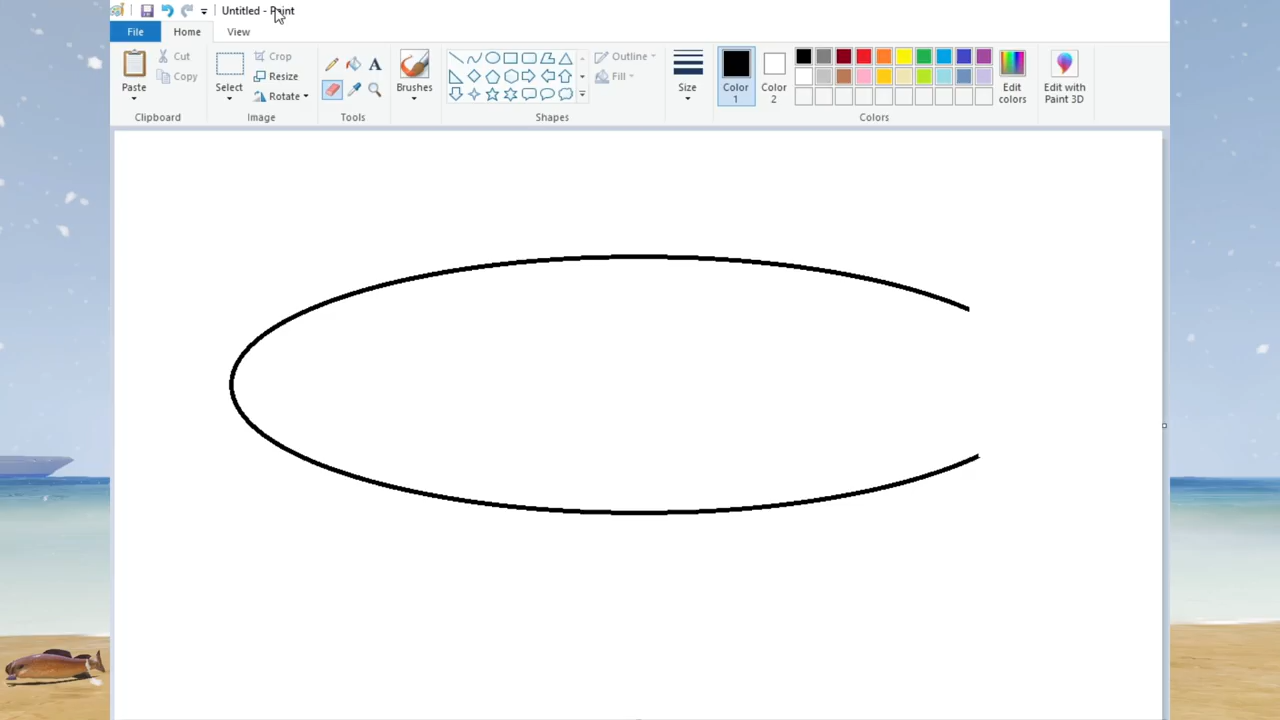 Untitled - Paint
File Home View
Paste
Cut
Copy
Clipboard
Select
Crop
Resize
Rotate
Image
Tools
Brushes
Shapes
Outline
Fill
Size
Color 1
Color 2
Colors
Edit colors
Edit with Paint 3D